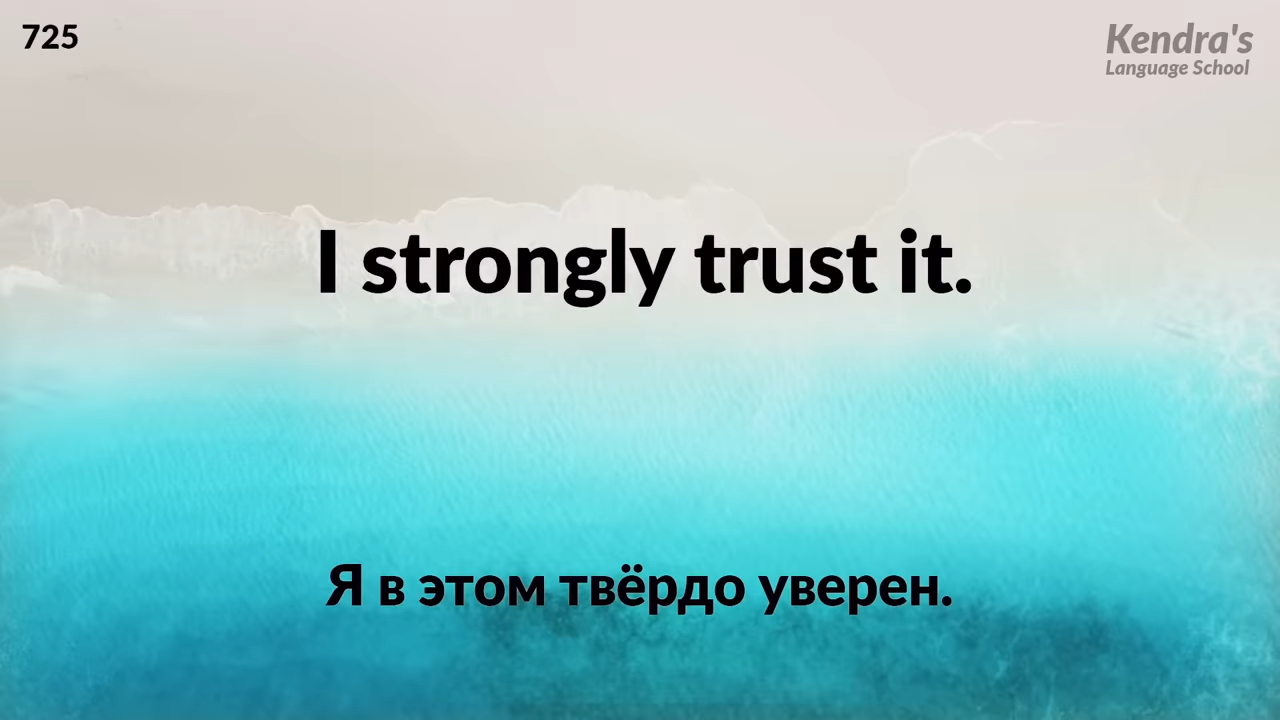 725
Kendra's
Language School
I strongly trust it.
Я в этом твёрдо уверен.